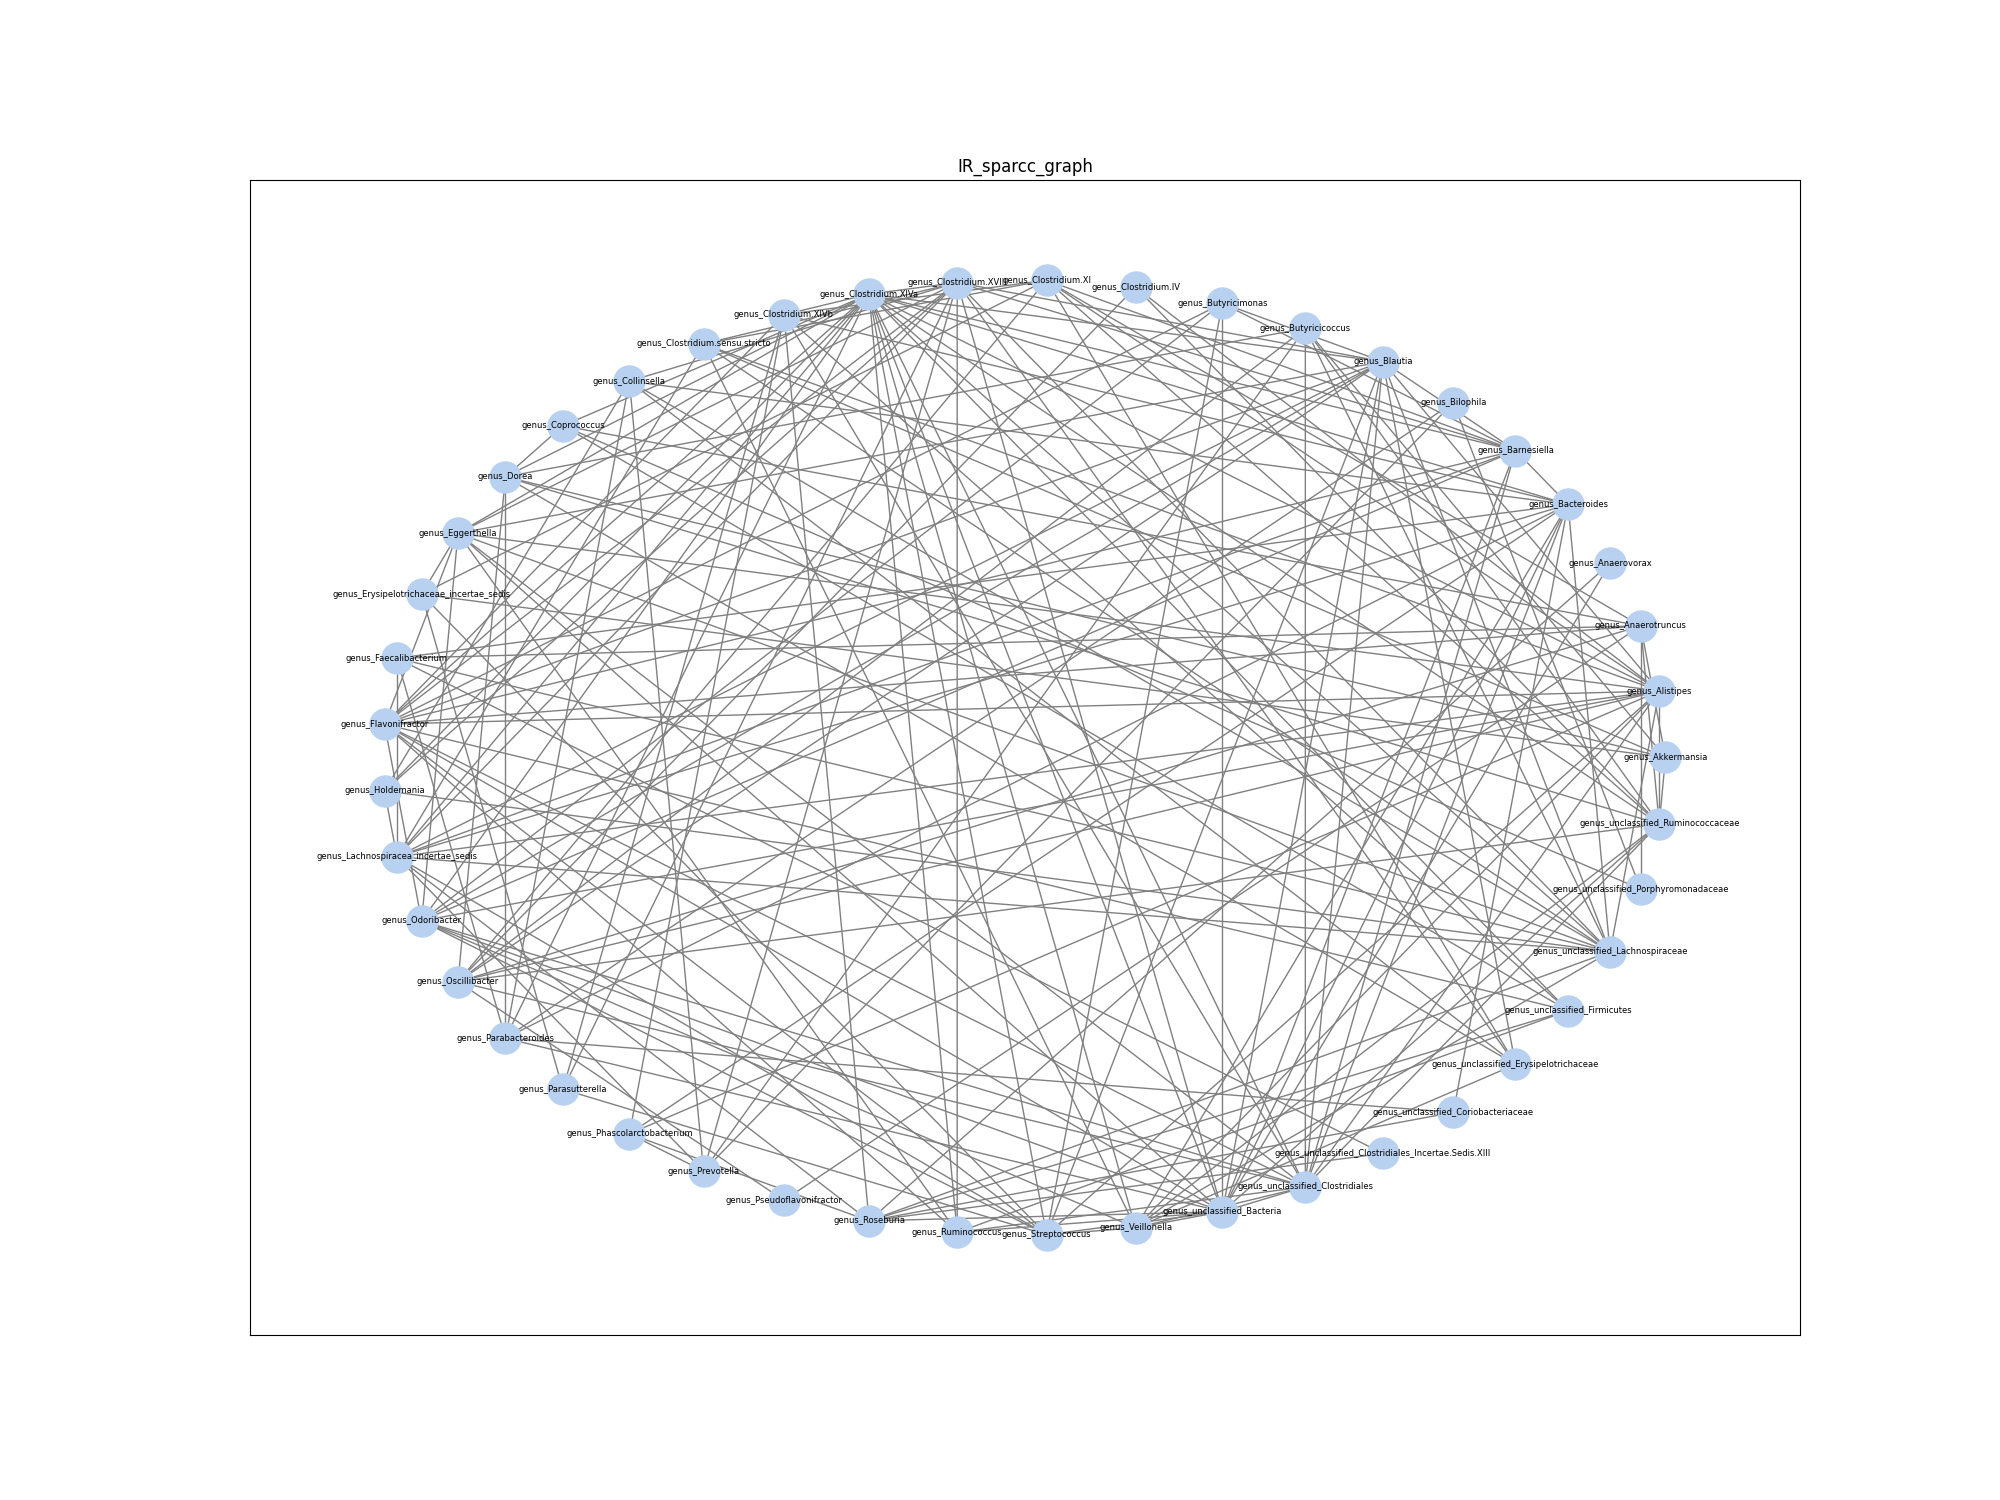 IR_sparcc_graph
genus_Clostridium.XI
genus_Clostridium.XVIII
genus_Clostridium.IV
genus_Clostridium.XIVa
genus_Butyricimonas
genus_Clostridium.XIVb
genus_Butyricicoccus
genus_Clostridium.sensu.stricto
genus_Blautia
genus_Collinsella
genus_Bilophila
genus_Coprococcus
genus_Barnesiella
genus_Dorea
genus_Bacteroides
genus_Eggerthella
genus_Anaerovorax
genus_Erysipelotrichaceae_incertae_sedis
genus_Anaerotruncus
genus_Faecalibacterium
genus_Alistipes
genus_Flavonifractor
genus_Akkermansia
genus_Holdemania
genus_unclassified_Ruminococcaceae
genus_Lachnospiracea_incertae_sedis
genus_unclassified_Porphyromonadaceae
genus_Odoribacter
genus_unclassified_Lachnospiraceae
genus_Oscillibacter
genus_unclassified_Firmicutes
genus_Parabacteroides
genus_unclassified_Erysipelotrichaceae
genus_Parasutterella
genus_unclassified_Coriobacteriaceae
genus_Phascolarctobacterium
genus_unclassified_Clostridiales_Incertae.Sedis.XIII
genus_Prevotella
genus_unclassified_Clostridiales
genus_Pseudoflavonifractor
genus_unclassified_Bacteria
genus_Roseburia
genus_Veillonella
genus_Ruminococcus
genus_Streptococcus